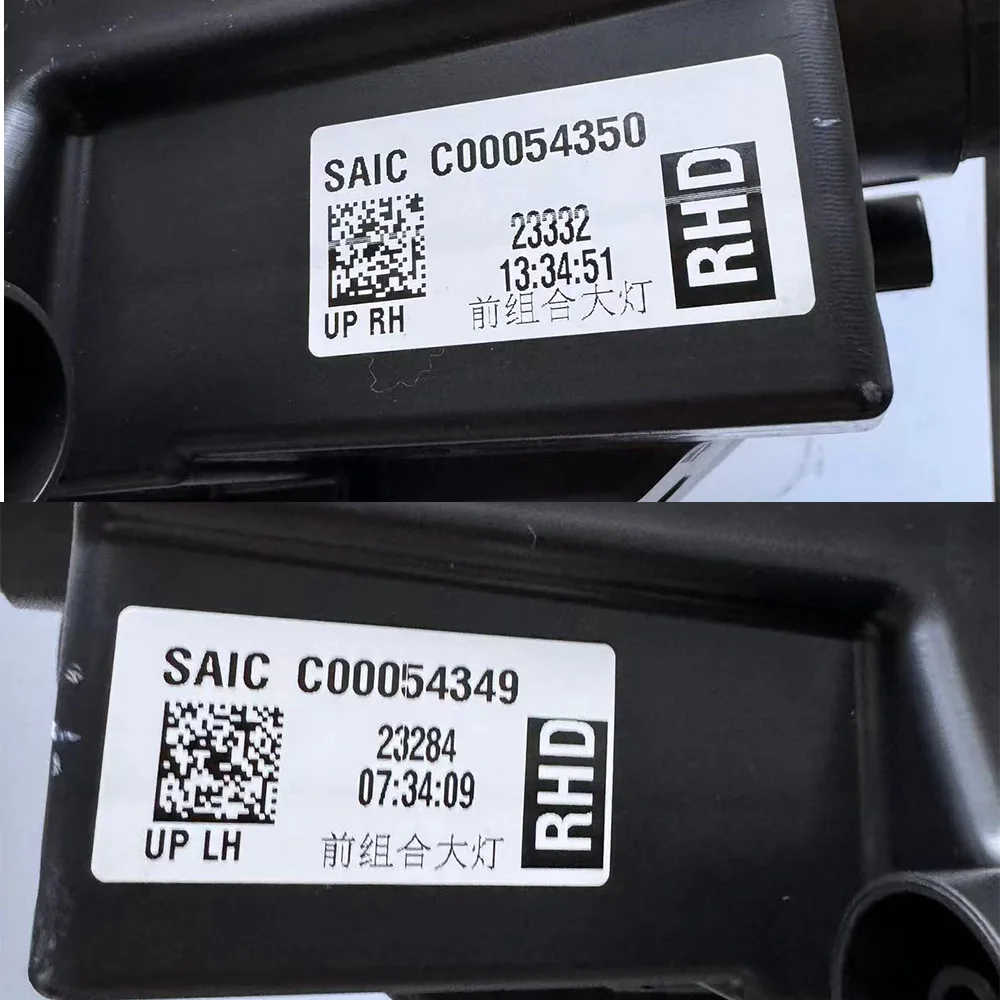 SAIC C00054350
23332
13:34:51
前组合大灯
UP RH
RHD
SAIC C00054349
23284
07:34:09
前组合大灯
UP LH
RHD